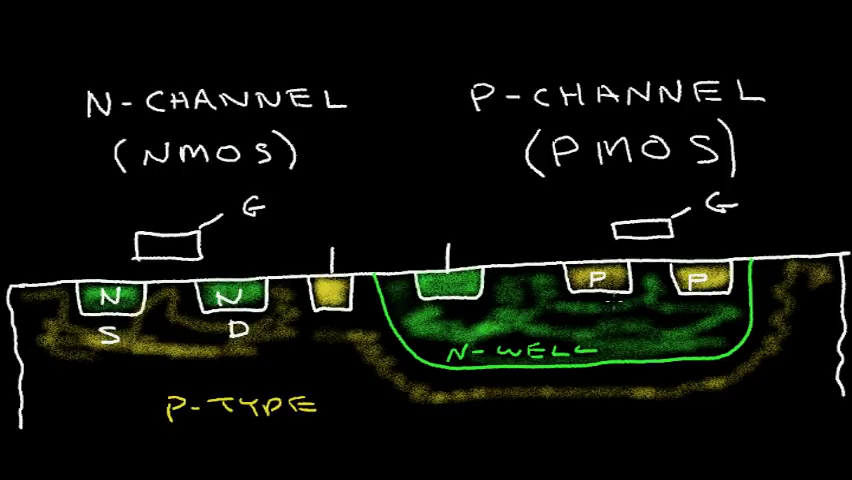 N-CHANNEL
(NMOS)
P-CHANNEL
(PMOS)
G
G
N
N
P
P
S
D
N-WELL
P-TYPE